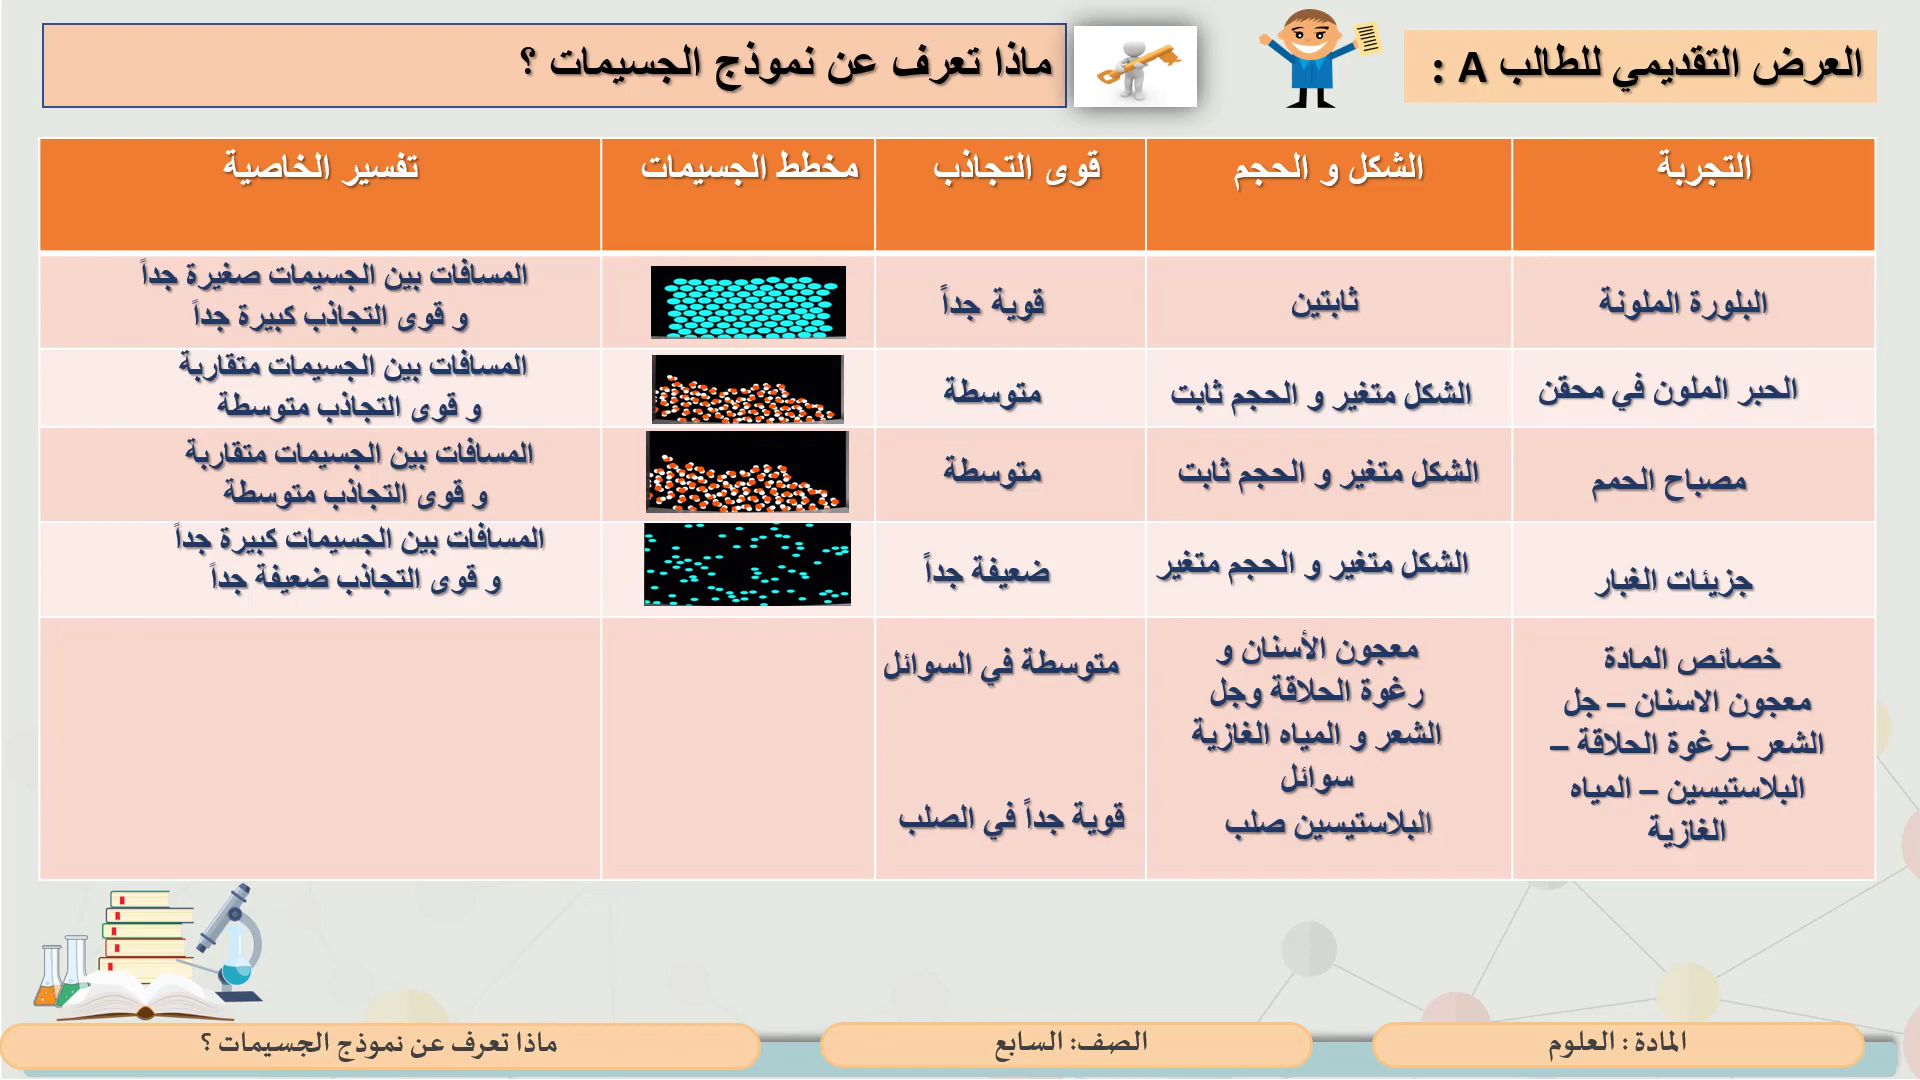 العرض التقديمي للطالب A :
ماذا تعرف عن نموذج الجسيمات ؟
التجربة
الشكل و الحجم
قوى التجاذب
مخطط الجسيمات
تفسير الخاصية
البلورة الملونة
ثابتين
قوية جداً
المسافات بين الجسيمات صغيرة جداً
و قوى التجاذب كبيرة جداً
الحبر الملون في محقن
الشكل متغير و الحجم ثابت
متوسطة
المسافات بين الجسيمات متقاربة
و قوى التجاذب متوسطة
مصباح الحمم
الشكل متغير و الحجم ثابت
متوسطة
المسافات بين الجسيمات متقاربة
و قوى التجاذب متوسطة
جزيئات الغبار
الشكل متغير و الحجم متغير
ضعيفة جداً
المسافات بين الجسيمات كبيرة جداً
و قوى التجاذب ضعيفة جداً
خصائص المادة
معجون الاسنان – جل
الشعر –رغوة الحلاقة –
البلاستيسين – المياه
الغازية
معجون الأسنان و
رغوة الحلاقة وجل
الشعر و المياه الغازية
سوائل
البلاستيسين صلب
متوسطة في السوائل
قوية جداً في الصلب
المادة : العلوم
الصف: السابع
ماذا تعرف عن نموذج الجسيمات ؟